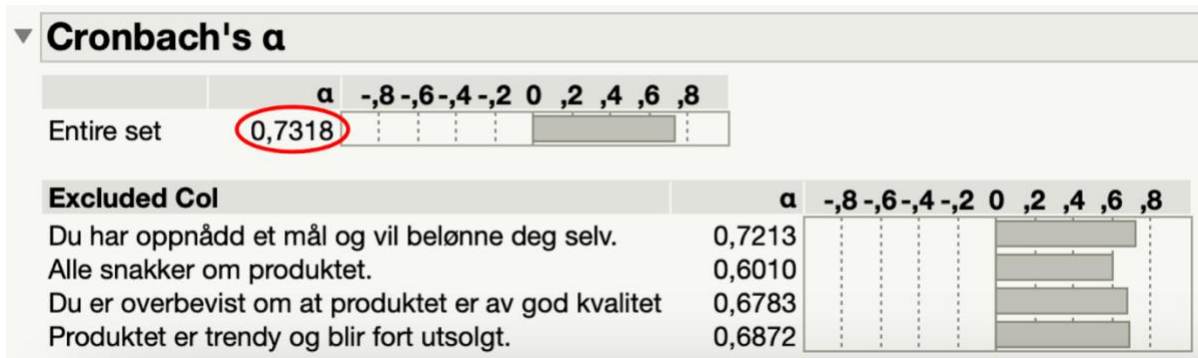 Cronbach's α
α -,8 -,6 -,4 -,2 0 ,2 ,4 ,6 ,8
Entire set 0,7318
Excluded Col α -,8 -,6 -,4 -,2 0 ,2 ,4 ,6 ,8
Du har oppnådd et mål og vil belønne deg selv. 0,7213
Alle snakker om produktet. 0,6010
Du er overbevist om at produktet er av god kvalitet 0,6783
Produktet er trendy og blir fort utsolgt. 0,6872